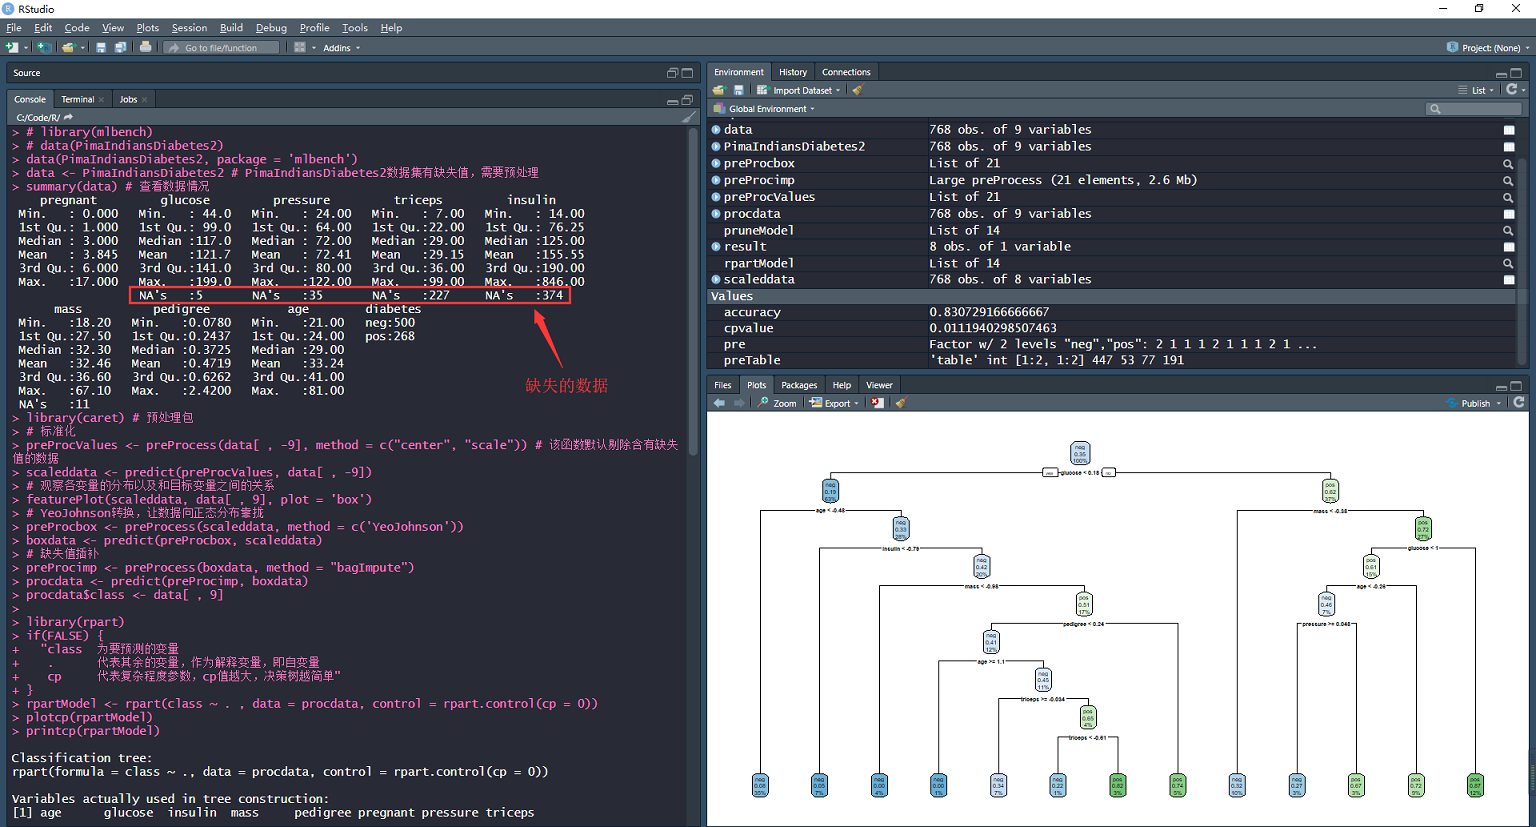 RStudio
File Edit Code View Plots Session Build Debug Profile Tools Help
Go to file/function Addins Project: (None)
Source
Console Terminal Jobs
C:/Code/R/
> # library(mlbench)
> # data(PimaIndiansDiabetes2)
> data(PimaIndiansDiabetes2, package = 'mlbench')
> data <- PimaIndiansDiabetes2 # PimaIndiansDiabetes2数据集有缺失值，需要预处理
> summary(data) # 查看数据情况
pregnant glucose pressure triceps insulin
Min. : 0.000 Min. : 44.0 Min. : 24.00 Min. : 7.00 Min. : 14.00
1st Qu.: 1.000 1st Qu.: 99.0 1st Qu.: 64.00 1st Qu.:22.00 1st Qu.: 76.25
Median : 3.000 Median :117.0 Median : 72.00 Median :29.00 Median :125.00
Mean : 3.845 Mean :121.7 Mean : 72.41 Mean :29.15 Mean :155.55
3rd Qu.: 6.000 3rd Qu.:141.0 3rd Qu.: 80.00 3rd Qu.:36.00 3rd Qu.:190.00
Max. :17.000 Max. :199.0 Max. :122.00 Max. :99.00 Max. :846.00
NA's :5 NA's :35 NA's :227 NA's :374
mass pedigree age diabetes
Min. :18.20 Min. :0.0780 Min. :21.00 neg:500
1st Qu.:27.50 1st Qu.:0.2437 1st Qu.:24.00 pos:268
Median :32.30 Median :0.3725 Median :29.00
Mean :32.46 Mean :0.4719 Mean :33.24
3rd Qu.:36.60 3rd Qu.:0.6262 3rd Qu.:41.00
Max. :67.10 Max. :2.4200 Max. :81.00
NA's :11
缺失的数据
> library(caret) # 预处理包
> # 标准化
> preProcValues <- preProcess(data[ , -9], method = c("center", "scale")) # 该函数默认剔除含有缺失
值的数据
> scaleddata <- predict(preProcValues, data[ , -9])
> # 观察各变量的分布以及和目标变量之间的关系
> featurePlot(scaleddata, data[ , 9], plot = 'box')
> # YeoJohnson转换，让数据向正态分布靠拢
> preProcbox <- preProcess(scaleddata, method = c('YeoJohnson'))
> boxdata <- predict(preProcbox, scaleddata)
> # 缺失值插补
> preProcimp <- preProcess(boxdata, method = "bagImpute")
> procdata <- predict(preProcimp, boxdata)
> procdata$class <- data[ , 9]
>
> library(rpart)
> if(FALSE) {
+ "class 为要预测的变量
+ . 代表其余的变量，作为解释变量，即自变量
+ cp 代表复杂程度参数，cp值越大，决策树越简单"
+ }
> rpartModel <- rpart(class ~ . , data = procdata, control = rpart.control(cp = 0))
> plotcp(rpartModel)
> printcp(rpartModel)
Classification tree:
rpart(formula = class ~ ., data = procdata, control = rpart.control(cp = 0))
Variables actually used in tree construction:
[1] age glucose insulin mass pedigree pregnant pressure triceps
Environment History Connections
Import Dataset List
Global Environment
data 768 obs. of 9 variables
PimaIndiansDiabetes2 768 obs. of 9 variables
preProcbox List of 21
preProcimp Large preProcess (21 elements, 2.6 Mb)
preProcValues List of 21
procdata 768 obs. of 9 variables
pruneModel List of 14
result 8 obs. of 1 variable
rpartModel List of 14
scaleddata 768 obs. of 8 variables
Values
accuracy 0.830729166666667
cpvalue 0.0111940298507463
pre Factor w/ 2 levels "neg","pos": 2 1 1 1 2 1 1 1 2 1 ...
preTable 'table' int [1:2, 1:2] 447 53 77 191
Files Plots Packages Help Viewer
Zoom Export Publish
neg
0.35
100%
glucose < 0.18
neg pos
0.19 0.62
63% 37%
age < -0.48 mass < -0.35
neg pos
0.33 0.72
28% 27%
insulin < -0.75 glucose < 1
neg pos
0.42 0.61
20% 15%
mass < -0.95 age < -0.26
pos neg
0.51 0.46
17% 7%
pedigree < 0.24 pressure >= 0.048
neg
0.41
12%
age >= 1.1
neg
0.45
11%
triceps >= -0.034
pos
0.65
4%
triceps < -0.61
neg neg neg neg neg neg pos pos neg neg pos pos pos
0.08 0.05 0.00 0.00 0.34 0.22 0.82 0.74 0.32 0.27 0.67 0.72 0.87
35% 7% 4% 1% 7% 1% 3% 5% 10% 3% 3% 9% 12%